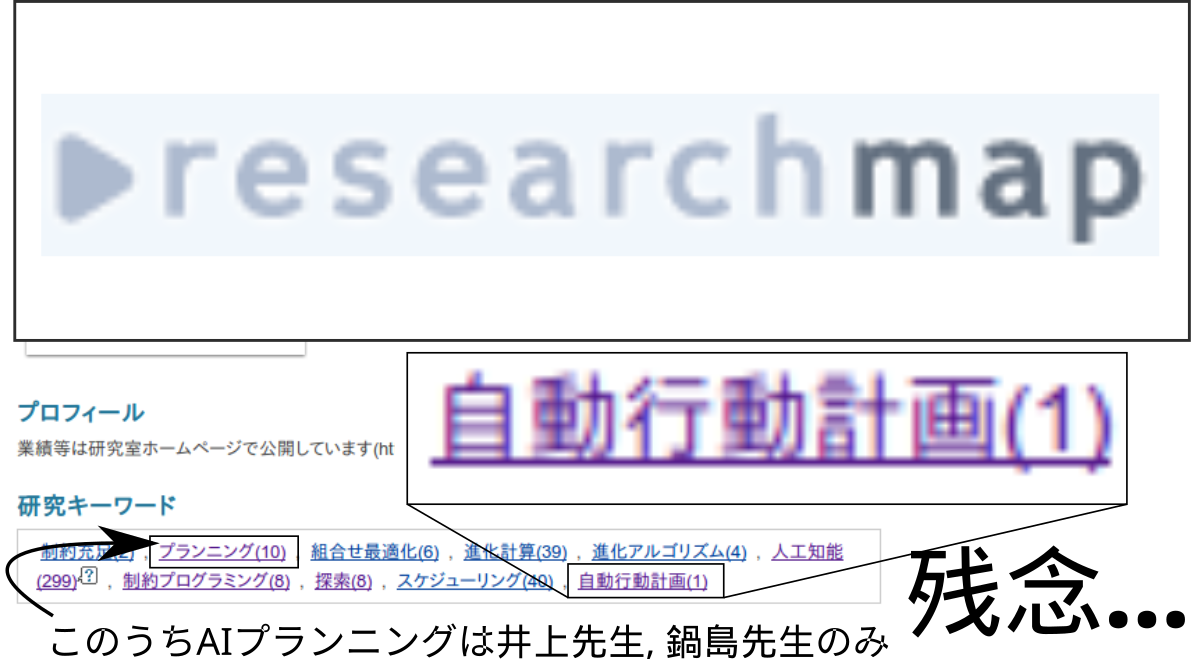 researchmap
自動行動計画(1)
プロフィール
業績等は研究室ホームページで公開しています(ht
研究キーワード
制約充足(2) , プランニング(10) , 組合せ最適化(6) , 進化計算(39) , 進化アルゴリズム(4) , 人工知能
(299) ? , 制約プログラミング(8) , 探索(8) , スケジューリング(40) , 自動行動計画(1)
残念...
このうちAIプランニングは井上先生, 鍋島先生のみ